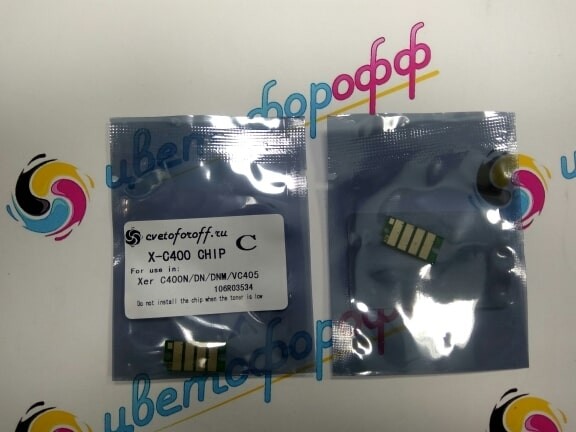 цветофорофф
cvetoforoff.ru C
X-C400 CHIP
For use in:
Xer C400N/DN/DNM/VC405
106R03534
Do not install the chip when the toner is low
цветофорофф